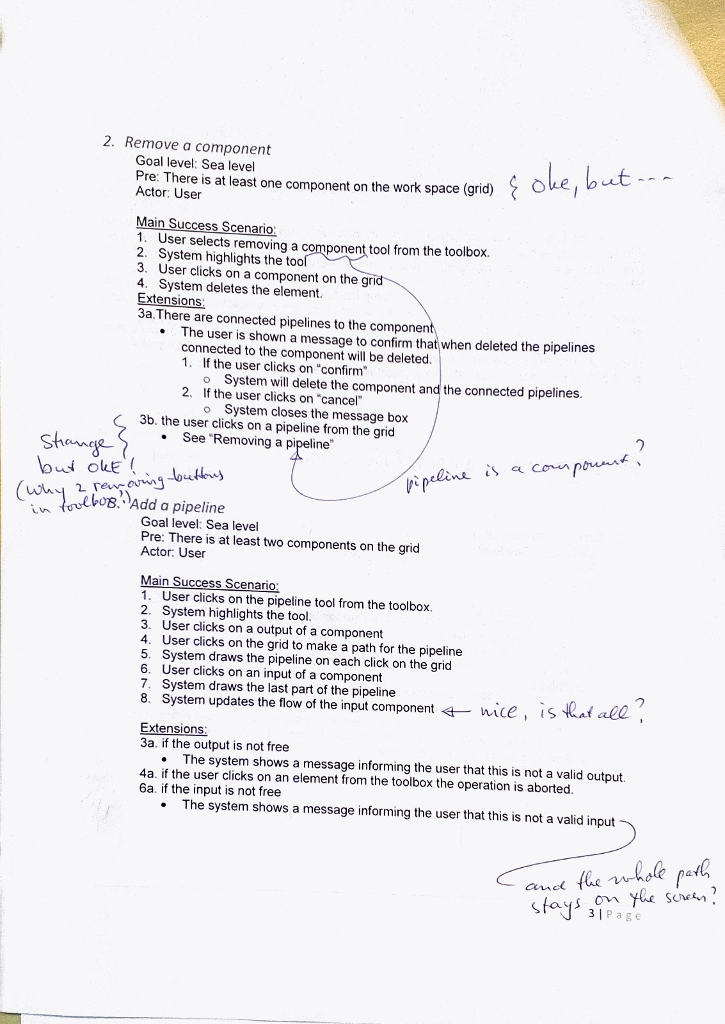 2. Remove a component
Goal level: Sea level
Pre: There is at least one component on the work space (grid) } oke, but ---
Actor: User
Main Success Scenario:
1. User selects removing a component tool from the toolbox.
2. System highlights the tool
3. User clicks on a component on the grid
4. System deletes the element.
Extensions:
3a.There are connected pipelines to the component
• The user is shown a message to confirm that when deleted the pipelines
connected to the component will be deleted.
1. If the user clicks on "confirm"
o System will delete the component and the connected pipelines.
2. If the user clicks on "cancel"
o System closes the message box
3b. the user clicks on a pipeline from the grid
• See "Removing a pipeline"
Strange }
but OKE!
(Why 2 removing-buttons
in toolbox?)
pipeline is a component?
3. Add a pipeline
Goal level: Sea level
Pre: There is at least two components on the grid
Actor: User
Main Success Scenario:
1. User clicks on the pipeline tool from the toolbox.
2. System highlights the tool.
3. User clicks on a output of a component
4. User clicks on the grid to make a path for the pipeline
5. System draws the pipeline on each click on the grid
6. User clicks on an input of a component
7. System draws the last part of the pipeline
8. System updates the flow of the input component ← nice, is that all?
Extensions:
3a. if the output is not free
• The system shows a message informing the user that this is not a valid output.
4a. if the user clicks on an element from the toolbox the operation is aborted.
6a. if the input is not free
• The system shows a message informing the user that this is not a valid input
and the whole path
stays on the screen?
3 | Page